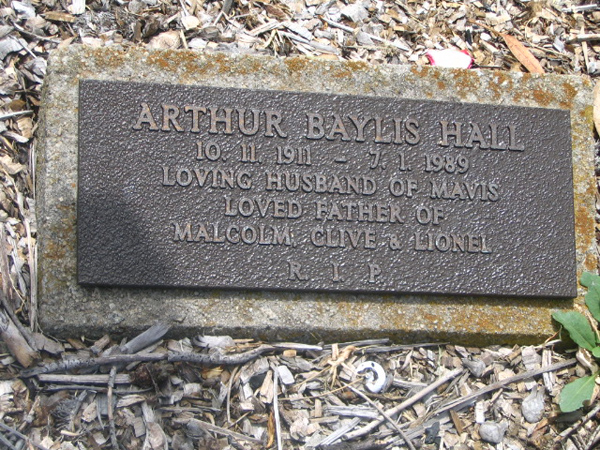 ARTHUR BAYLIS HALL
10. 11. 1911 – 7. 1. 1989
LOVING HUSBAND OF MAVIS
LOVED FATHER OF
MALCOLM, CLIVE & LIONEL
R. I. P.